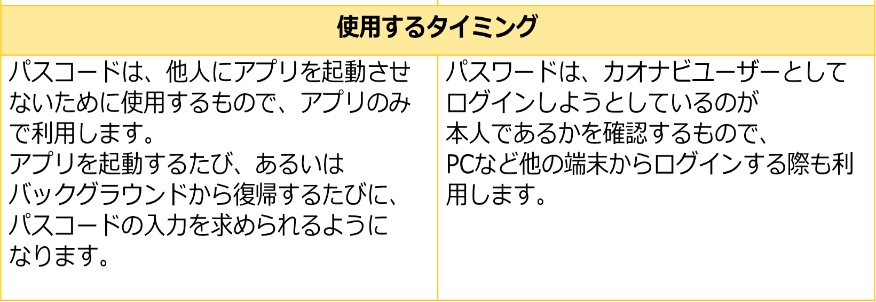 使用するタイミング
パスコードは、他人にアプリを起動させ
ないために使用するもので、アプリのみ
で利用します。
アプリを起動するたび、あるいは
バックグラウンドから復帰するたびに、
パスコードの入力を求められるように
なります。
パスワードは、カオナビユーザーとして
ログインしようとしているのが
本人であるかを確認するもので、
PCなど他の端末からログインする際も利
用します。